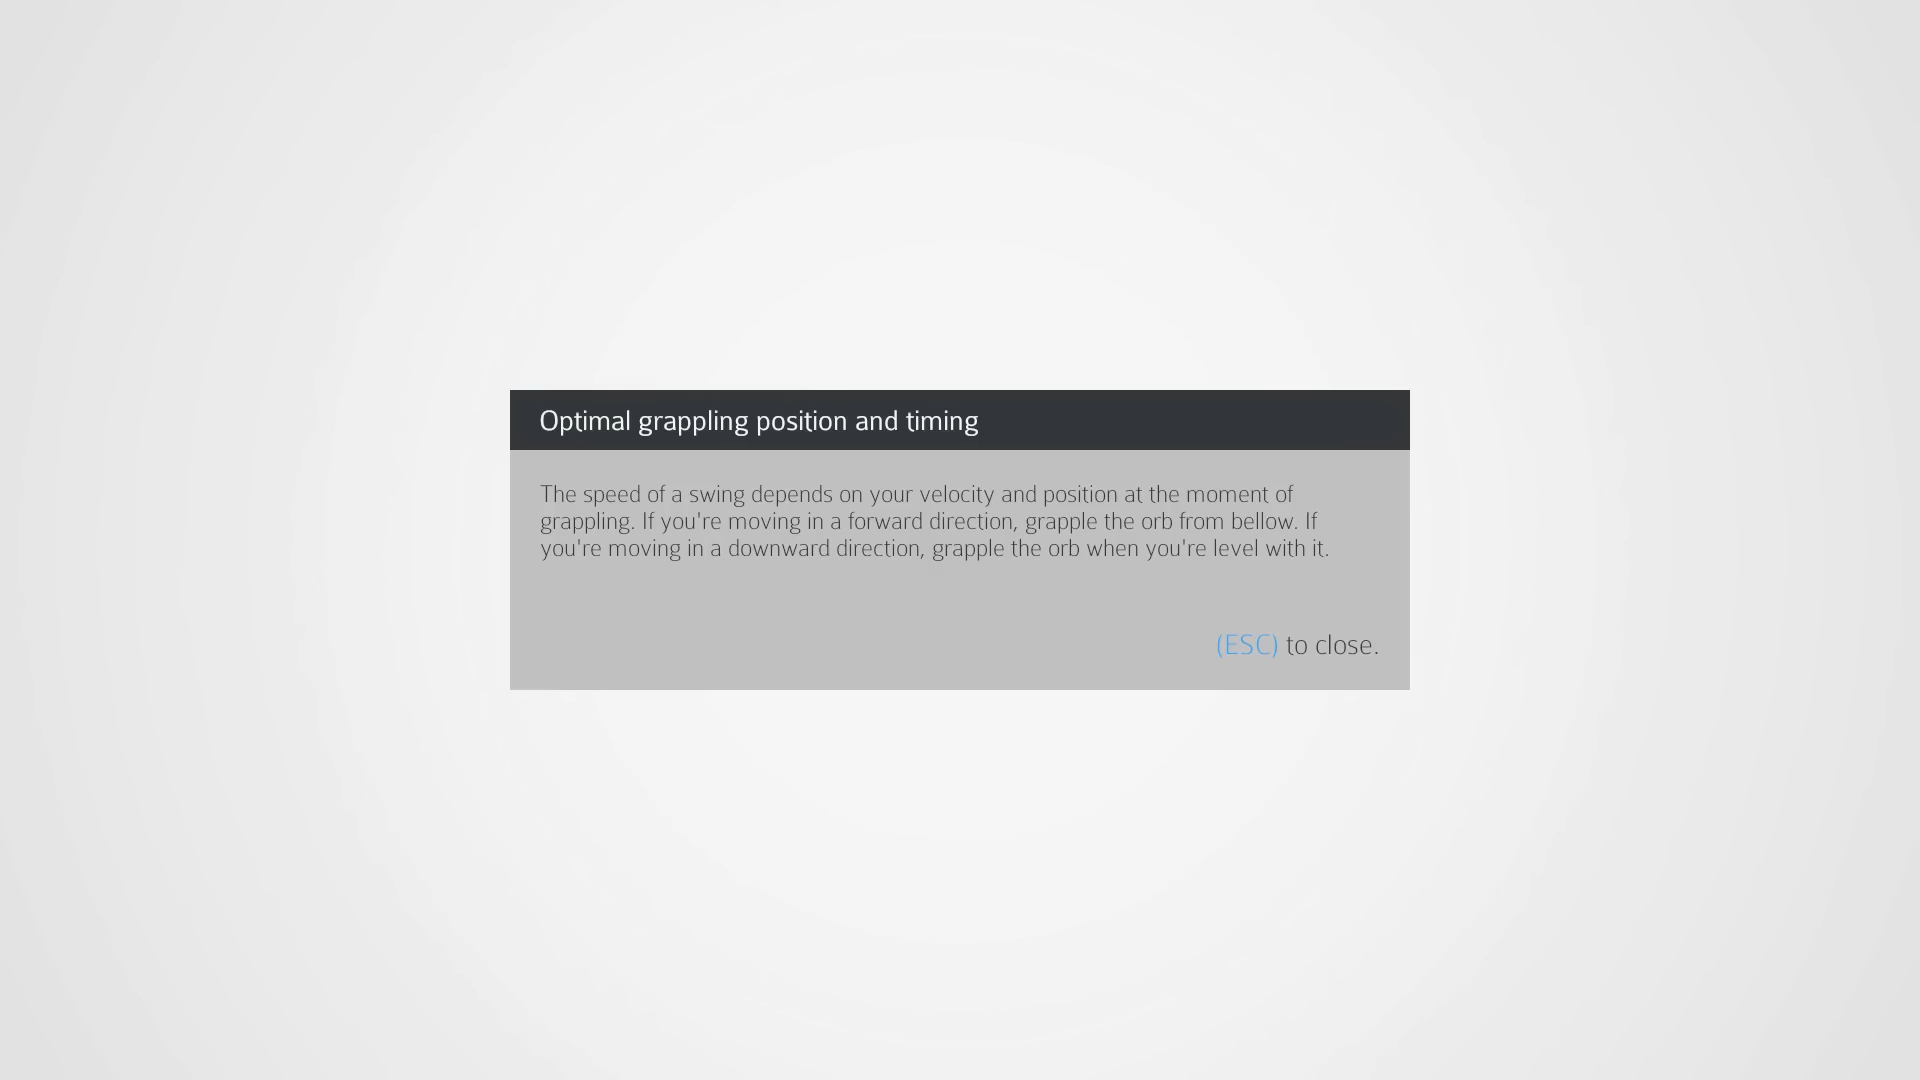 Optimal grappling position and timing
The speed of a swing depends on your velocity and position at the moment of
grappling. If you're moving in a forward direction, grapple the orb from bellow. If
you're moving in a downward direction, grapple the orb when you're level with it.
(ESC) to close.